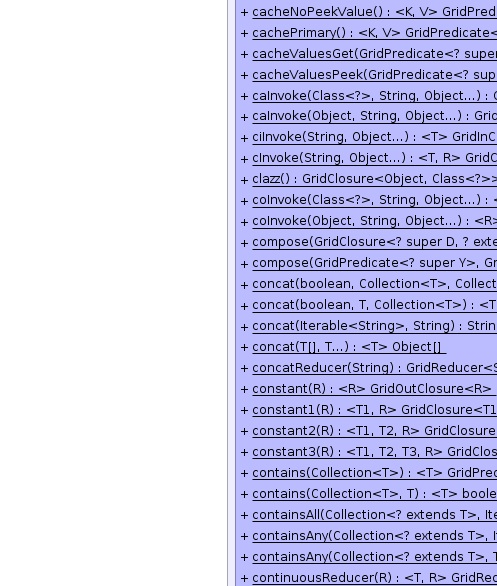 + cacheNoPeekValue() : <K, V> GridPred
+ cachePrimary() : <K, V> GridPredicate<
+ cacheValuesGet(GridPredicate<? super
+ cacheValuesPeek(GridPredicate<? sup
+ caInvoke(Class<?>, String, Object...) : G
+ caInvoke(Object, String, Object...) : Grid
+ ciInvoke(String, Object...) : <T> GridInC
+ cInvoke(String, Object...) : <T, R> GridC
+ clazz() : GridClosure<Object, Class<?>>
+ coInvoke(Class<?>, String, Object...) : <
+ coInvoke(Object, String, Object...) : <R>
+ compose(GridClosure<? super D, ? exte
+ compose(GridPredicate<? super Y>, Gr
+ concat(boolean, Collection<T>, Collect
+ concat(boolean, T, Collection<T>) : <T
+ concat(Iterable<String>, String) : Strin
+ concat(T[], T...) : <T> Object[]
+ concatReducer(String) : GridReducer<S
+ constant(R) : <R> GridOutClosure<R>
+ constant1(R) : <T1, R> GridClosure<T1
+ constant2(R) : <T1, T2, R> GridClosure
+ constant3(R) : <T1, T2, T3, R> GridClos
+ contains(Collection<T>) : <T> GridPred
+ contains(Collection<T>, T) : <T> boole
+ containsAll(Collection<? extends T>, Ite
+ containsAny(Collection<? extends T>, I
+ containsAny(Collection<? extends T>, T
+ continuousReducer(R) : <T, R> GridRed